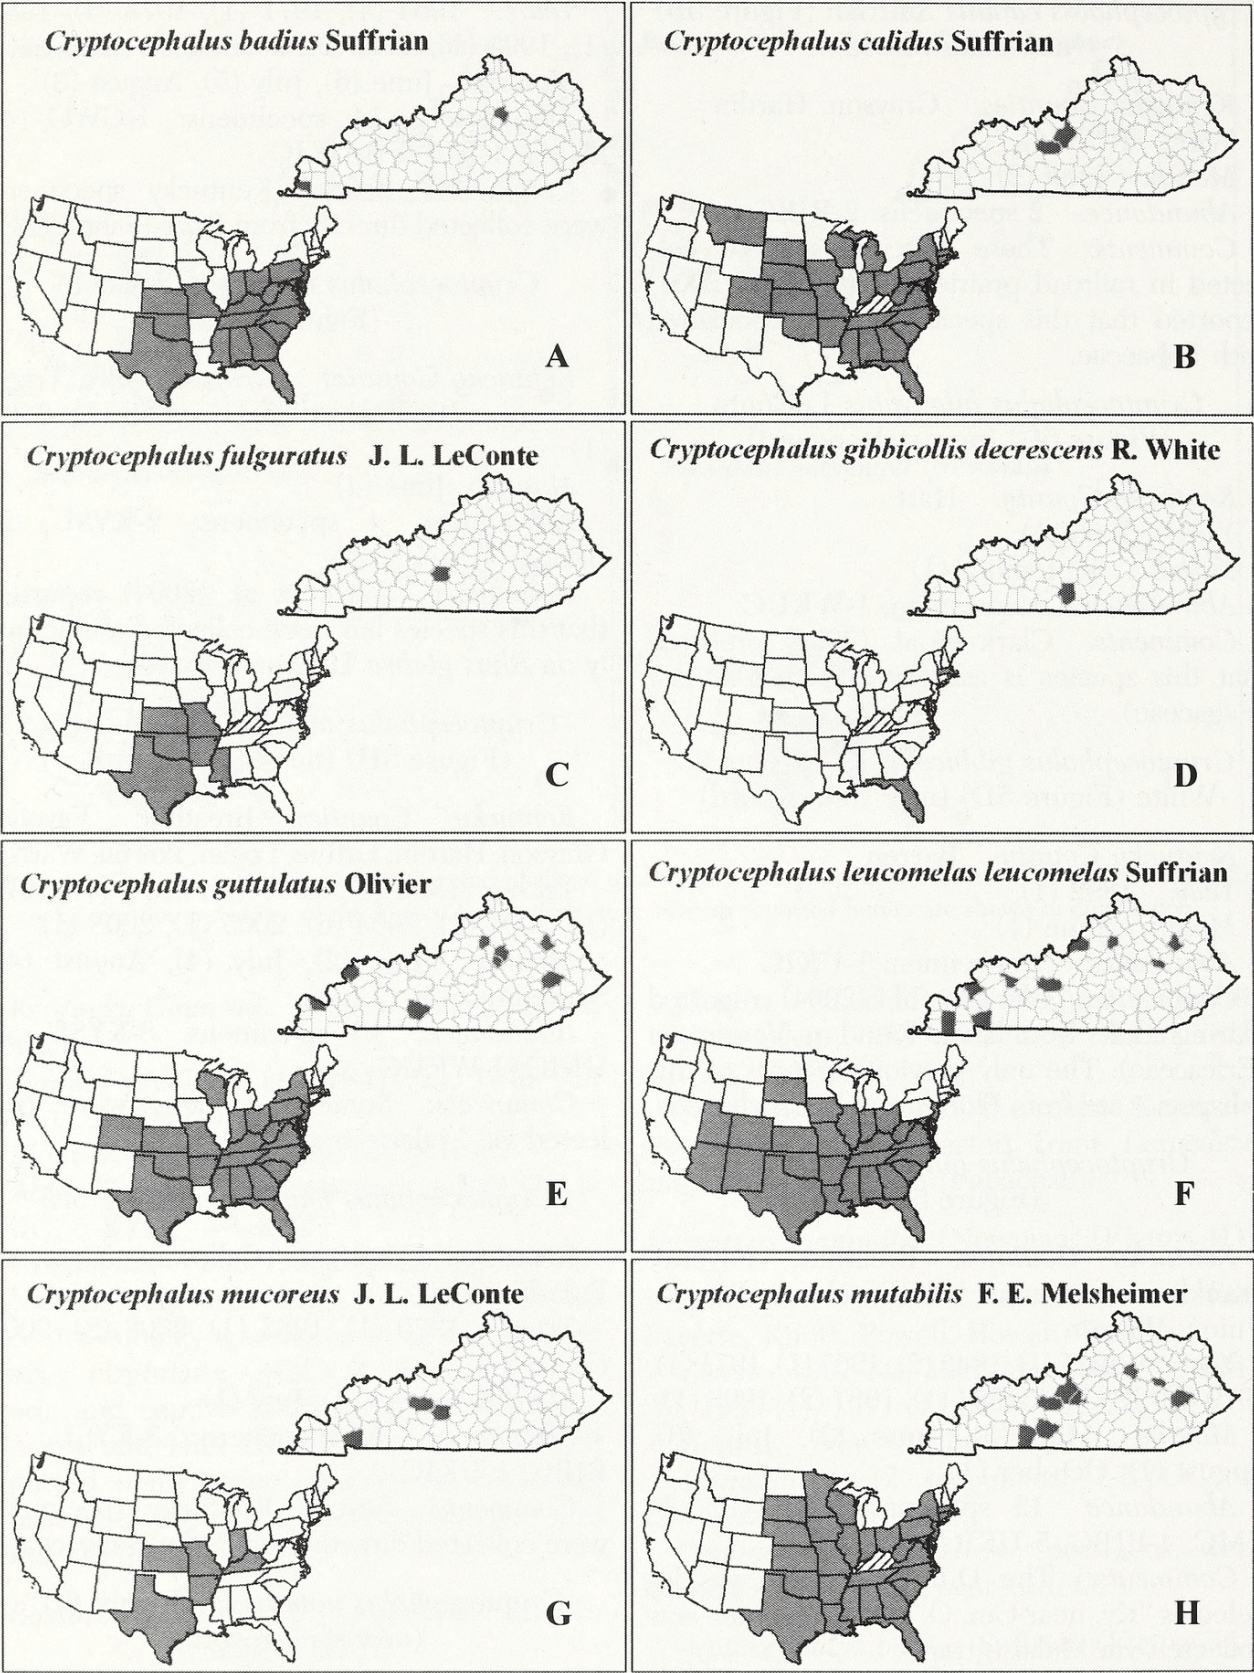 Cryptocephalus badius Suffrian
A
Cryptocephalus calidus Suffrian
B
Cryptocephalus fulguratus J. L. LeConte
C
Cryptocephalus gibbicollis decrescens R. White
D
Cryptocephalus guttulatus Olivier
E
Cryptocephalus leucomelas leucomelas Suffrian
F
Cryptocephalus mucoreus J. L. LeConte
G
Cryptocephalus mutabilis F. E. Melsheimer
H